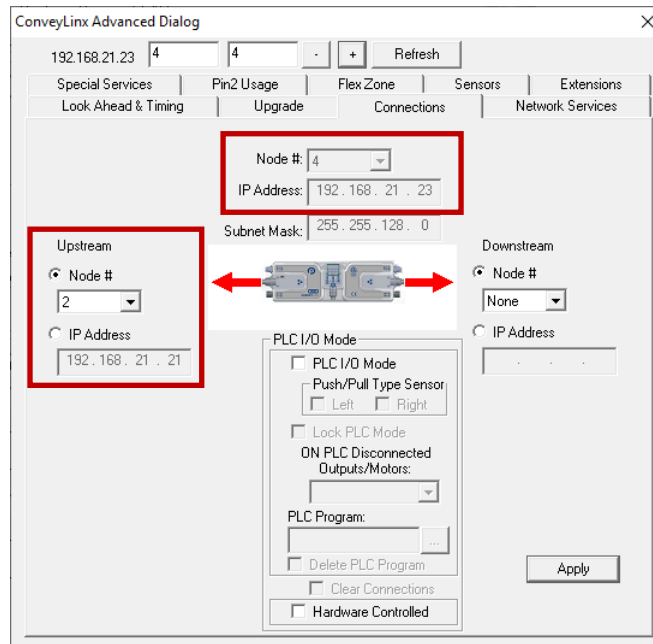 ConveyLinx Advanced Dialog
192.168.21.23 4 4 - + Refresh
Special Services Pin2 Usage Flex Zone Sensors Extensions
Look Ahead & Timing Upgrade Connections Network Services
Node #: 4
IP Address: 192 . 168 . 21 . 23
Subnet Mask: 255 . 255 . 128 . 0
Upstream
Node #
2
IP Address
192 . 168 . 21 . 21
Downstream
Node #
None
IP Address
. . .
PLC I/O Mode
PLC I/O Mode
Push/Pull Type Sensor
Left Right
Lock PLC Mode
ON PLC Disconnected
Outputs/Motors:
PLC Program:
...
Delete PLC Program
Clear Connections
Hardware Controlled
Apply